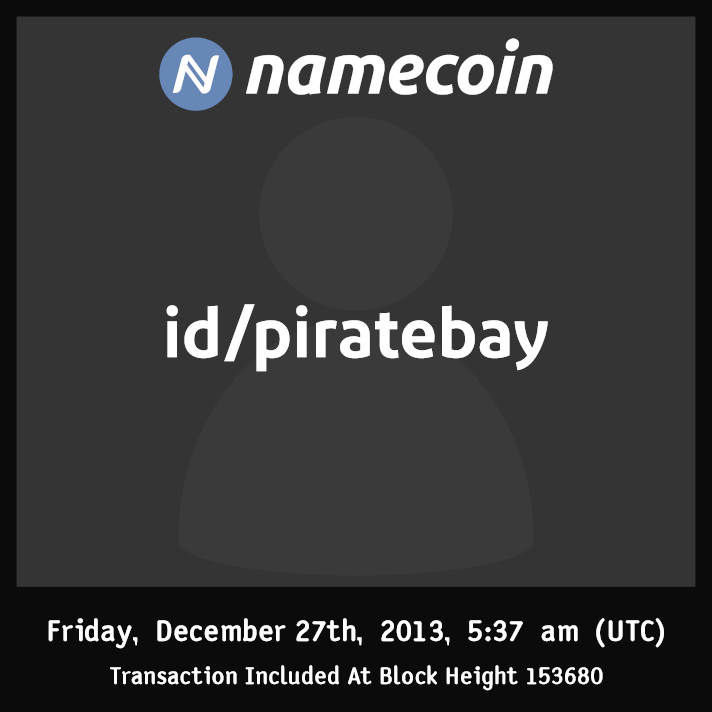 namecoin
id/piratebay
Friday, December 27th, 2013, 5:37 am (UTC)
Transaction Included At Block Height 153680